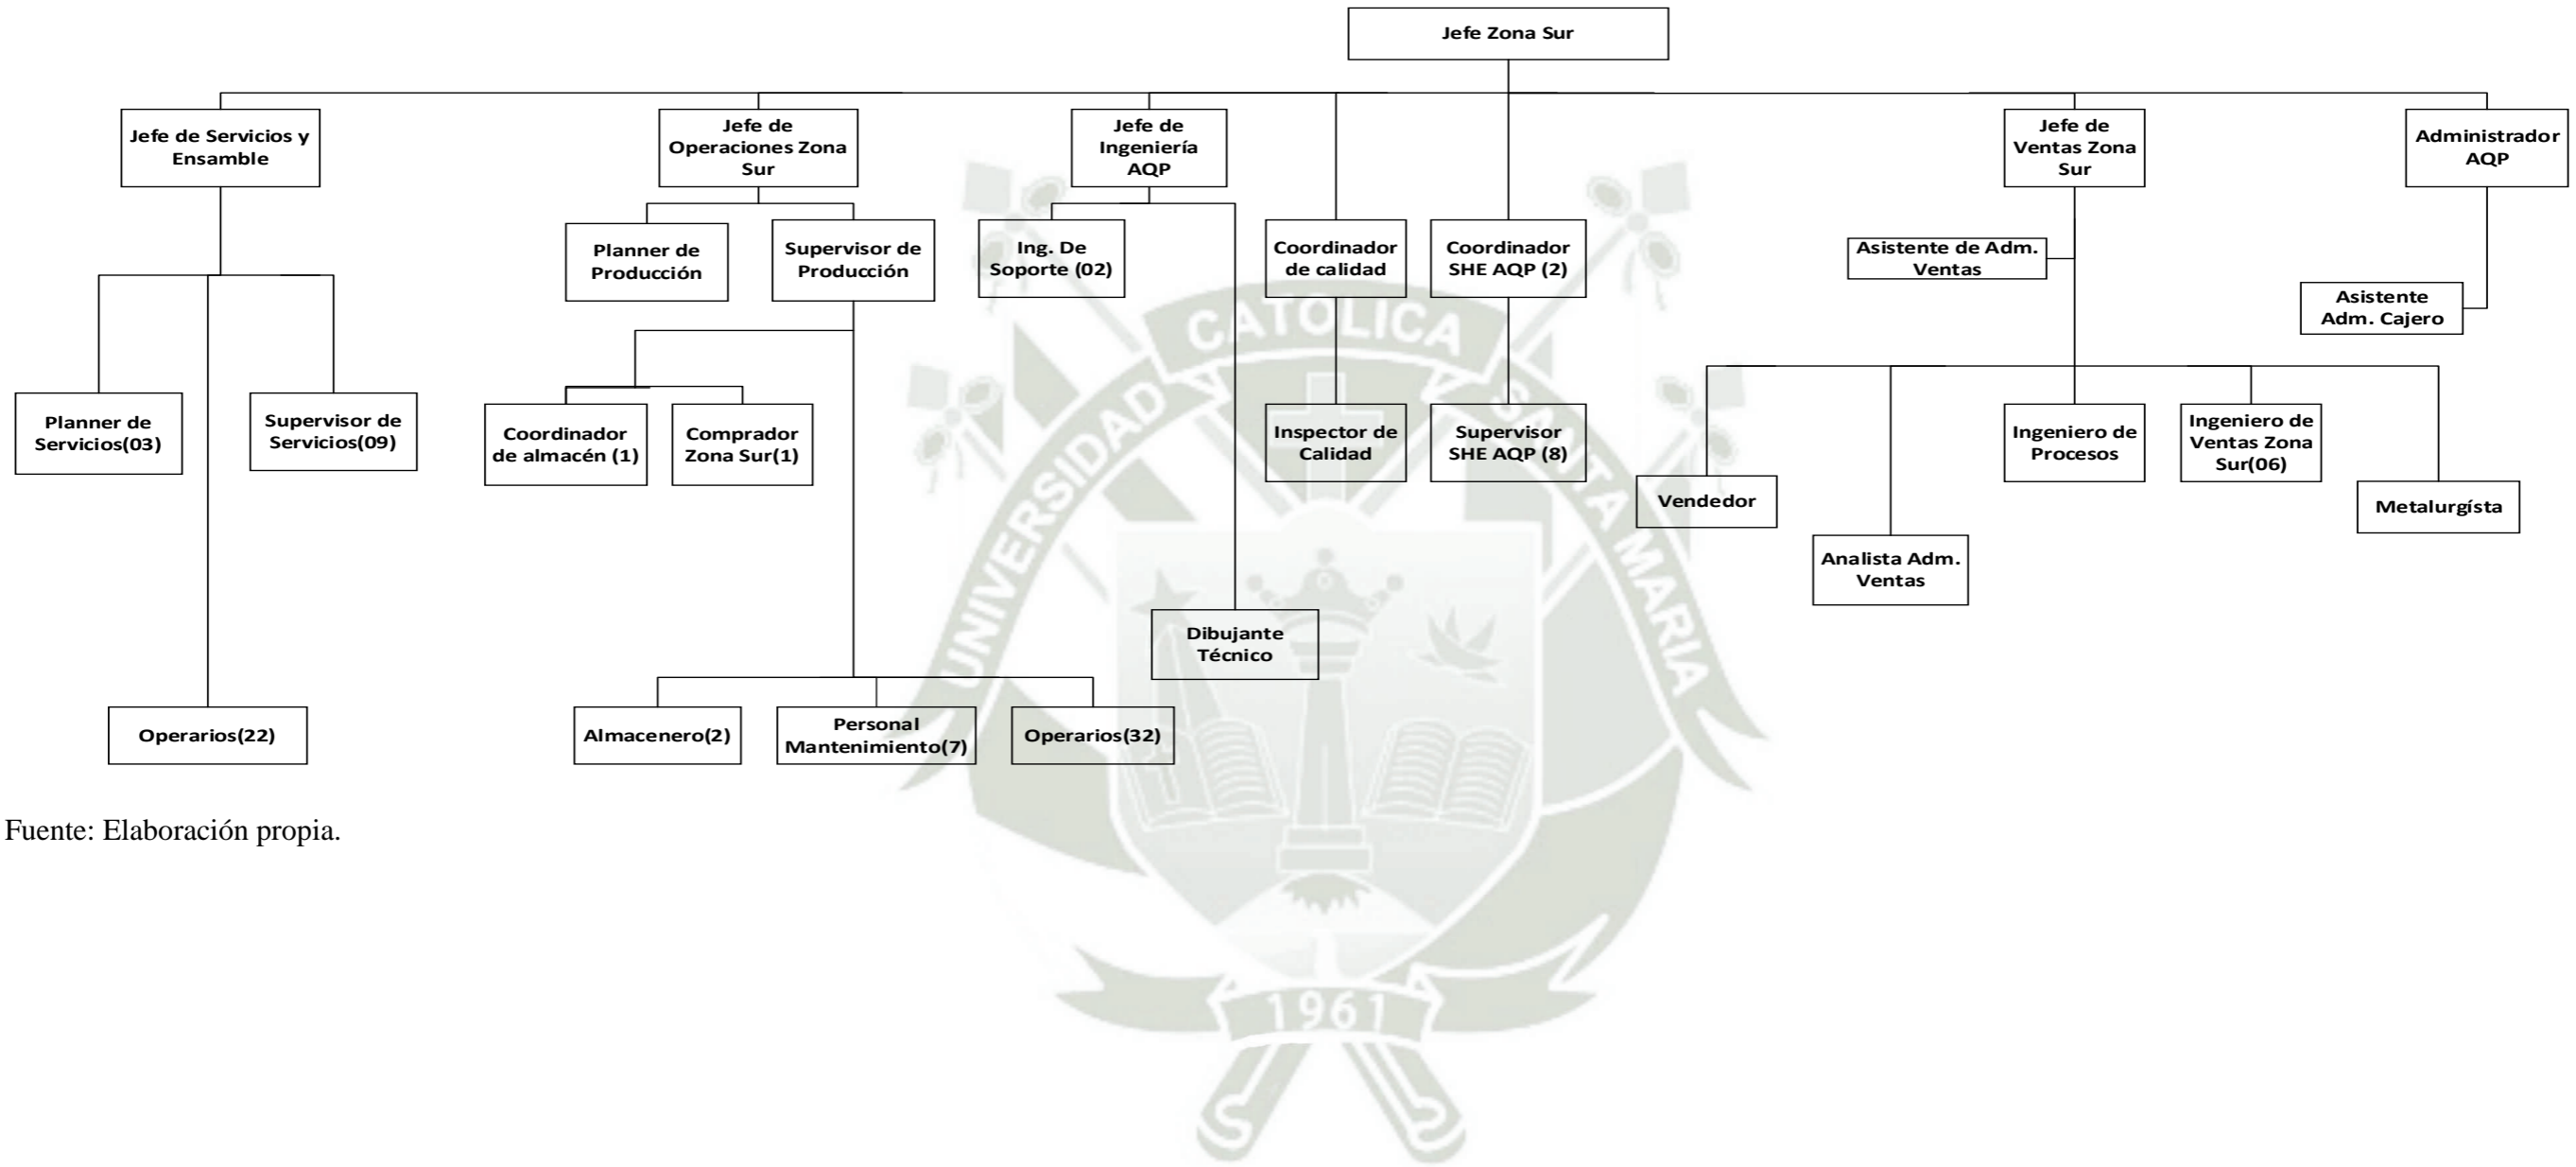 Jefe Zona Sur
Jefe de Servicios y
Ensamble
Jefe de
Operaciones Zona
Sur
Jefe de
Ingeniería
AQP
Jefe de
Ventas Zona
Sur
Administrador
AQP
Planner de
Producción
Supervisor de
Producción
Ing. De
Soporte (02)
Coordinador
de calidad
Coordinador
SHE AQP (2)
Asistente de Adm.
Ventas
Asistente
Adm. Cajero
Planner de
Servicios(03)
Supervisor de
Servicios(09)
Coordinador
de almacén (1)
Comprador
Zona Sur(1)
Inspector de
Calidad
Supervisor
SHE AQP (8)
Vendedor
Analista Adm.
Ventas
Ingeniero de
Procesos
Ingeniero de
Ventas Zona
Sur(06)
Metalurgísta
Dibujante
Técnico
Operarios(22)
Almacenero(2)
Personal
Mantenimiento(7)
Operarios(32)
Fuente: Elaboración propia.
UNIVERSIDAD CATOLICA SANTA MARIA
1961